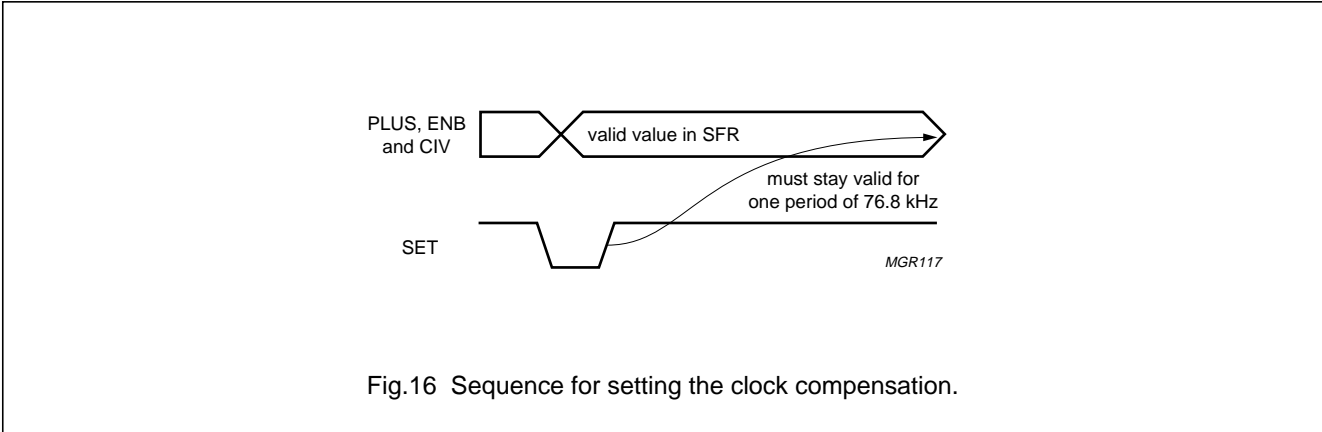 PLUS, ENB
and CIV
valid value in SFR
must stay valid for
one period of 76.8 kHz
SET
MGR117
Fig.16 Sequence for setting the clock compensation.